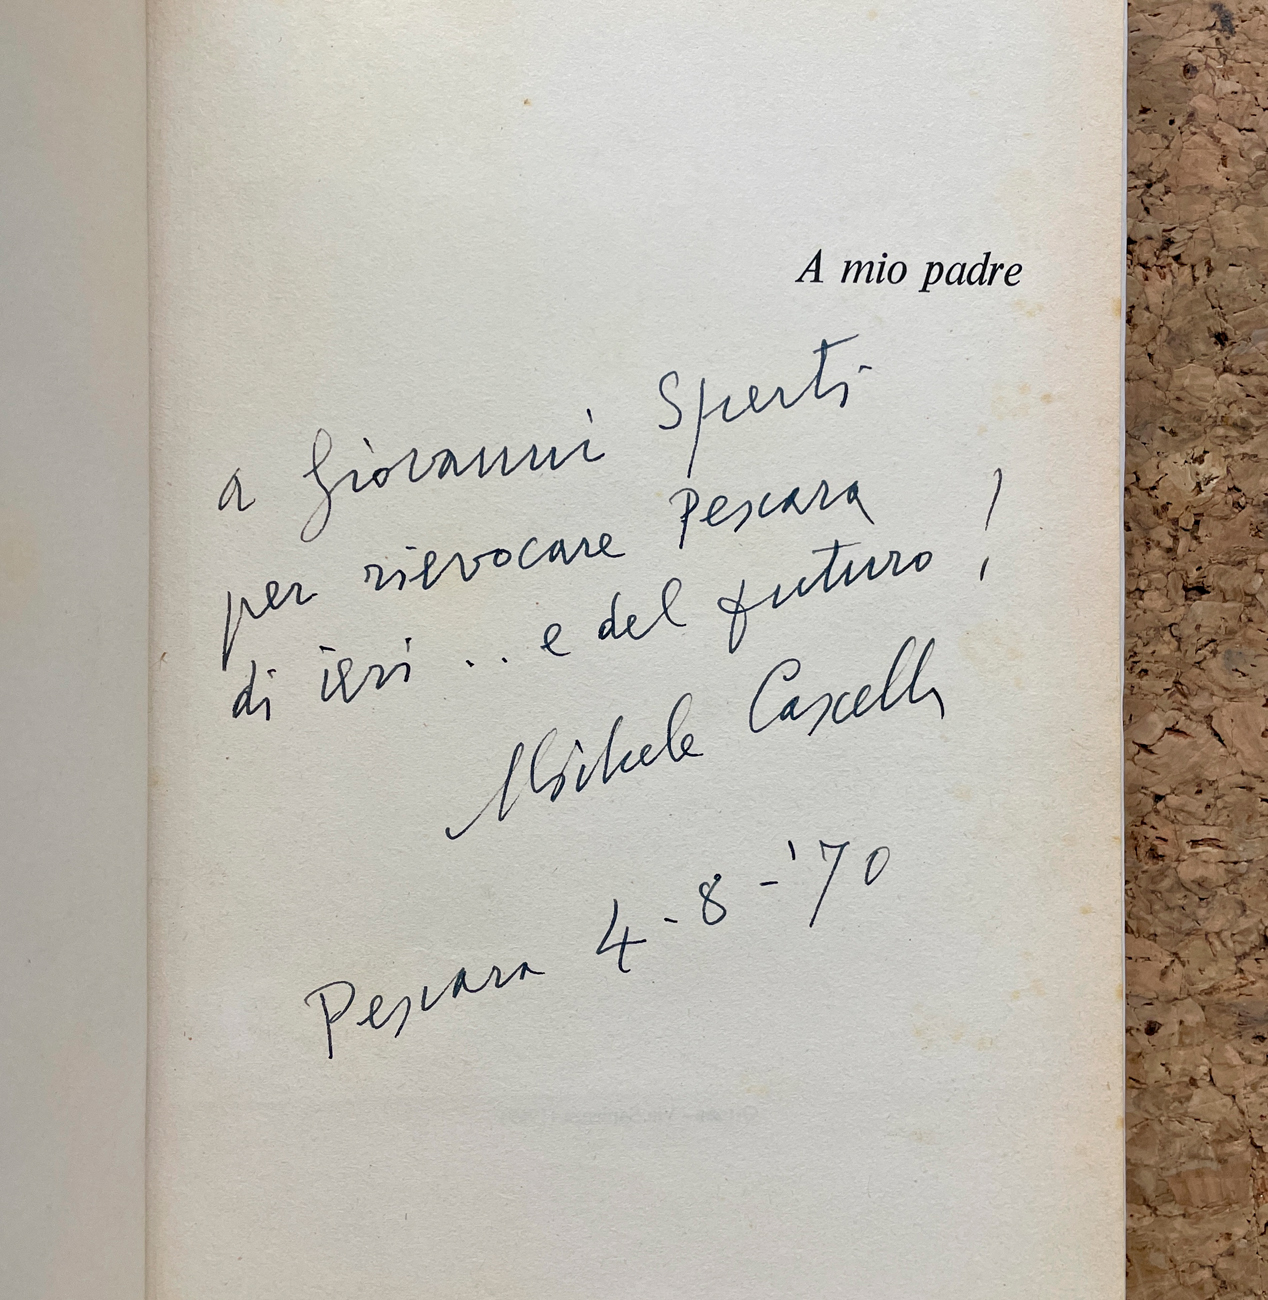 A mio padre
a Giovanni Sperti
per rievocare Pescara
di ieri .. e del futuro!
Michele Cascella
Pescara 4-8-'70